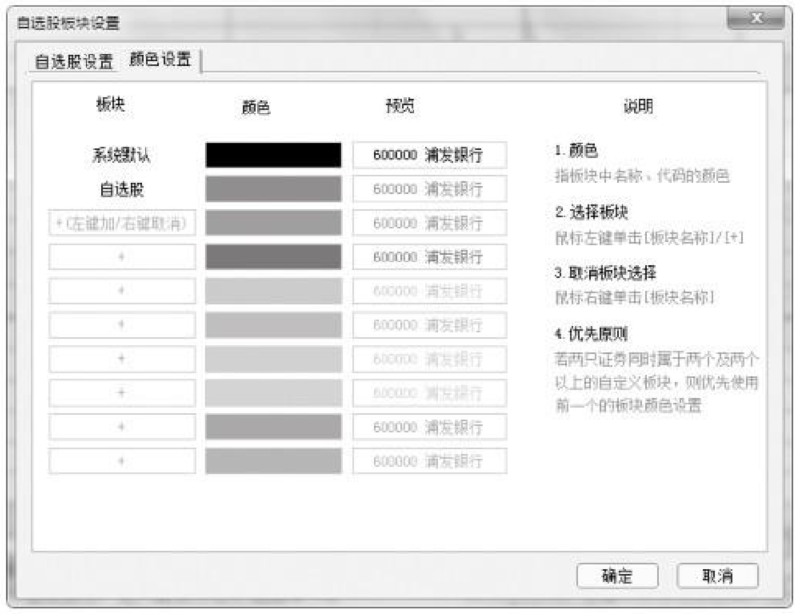 自选股板块设置
自选股设置 颜色设置
板块 颜色 预览 说明
系统默认 600000 浦发银行
自选股 600000 浦发银行
+(左键加/右键取消) 600000 浦发银行
+ 600000 浦发银行
+ 600000 浦发银行
+ 600000 浦发银行
+ 600000 浦发银行
+ 600000 浦发银行
+ 600000 浦发银行
+ 600000 浦发银行
1. 颜色
指板块中名称、代码的颜色
2. 选择板块
鼠标左键单击[板块名称]/[+]
3. 取消板块选择
鼠标右键单击[板块名称]
4. 优先原则
若两只证券同时属于两个及两个
以上的自定义板块，则优先使用
前一个的板块颜色设置
确定 取消